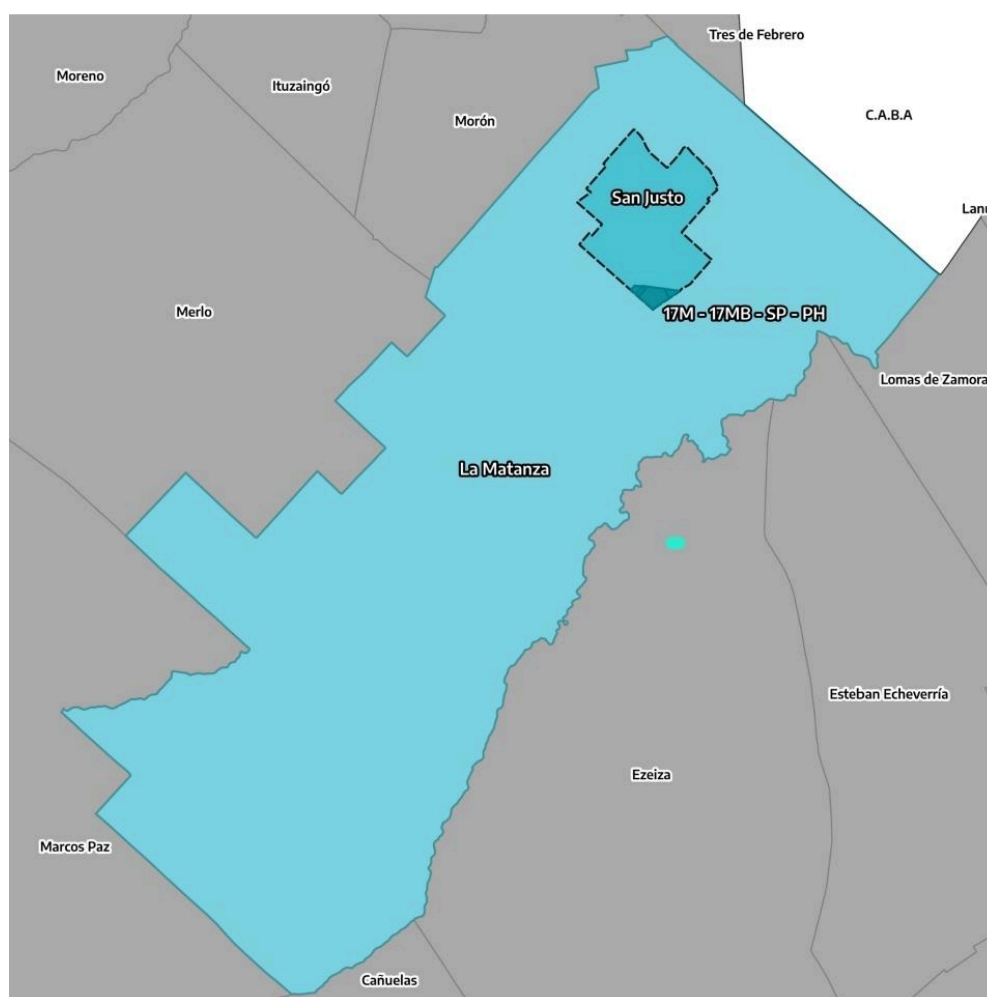 Tres de Febrero
Moreno
Ituzaingó
Morón
C.A.B.A
San Justo
Merlo
17M - 17MB - SP - PH
Lomas de Zamora
La Matanza
Esteban Echeverría
Ezeiza
Marcos Paz
Cañuelas